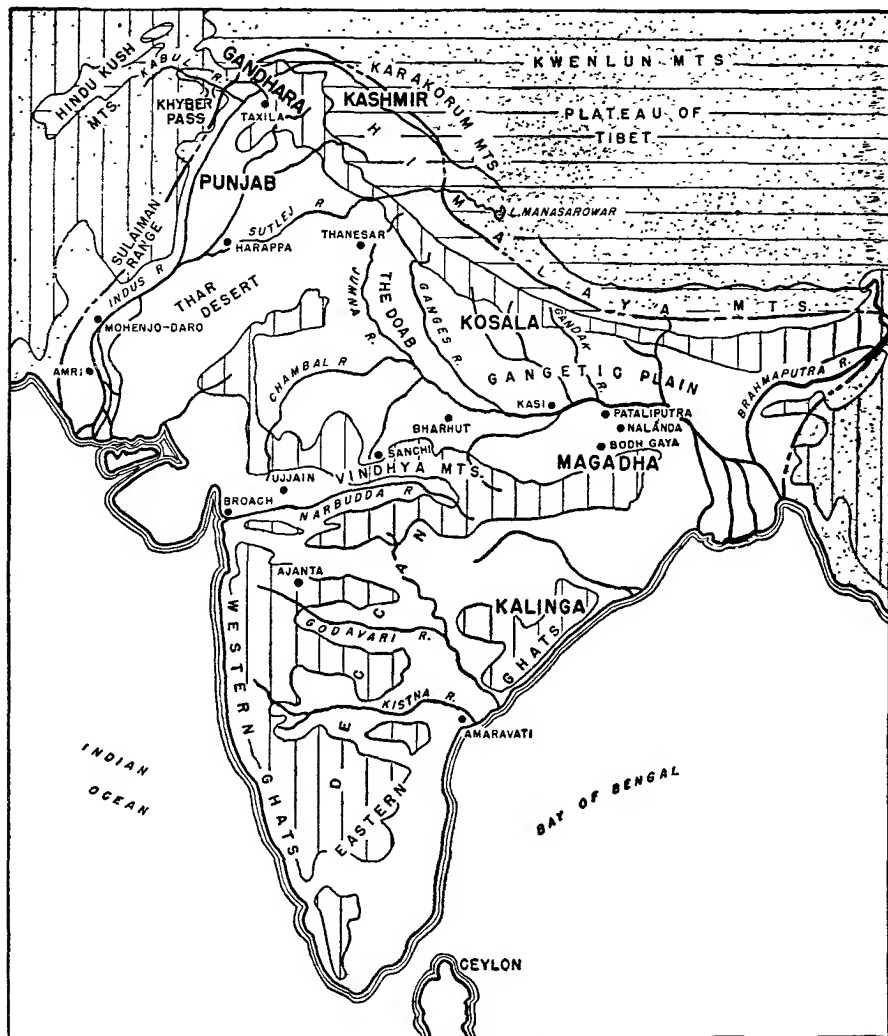 HINDU KUSH
MTS.
KABUL R.
GANDHARA
KHYBER
PASS
TAXILA
KASHMIR
KARAKORUM MTS.
KWENLUN MTS
PLATEAU OF
TIBET
HIMALAYA MTS.
L. MANASAROWAR
PUNJAB
SULAIMAN
RANGE
SUTLEJ R
HARAPPA
THANESAR
INDUS R
THAR
DESERT
MOHENJO-DARO
AMRI
JUMNA
R.
THE DOAB
GANGES R.
KOSALA
GANDAK
R.
GANGETIC PLAIN
BRAHMAPUTRA R.
CHAMBAL R
KASI
PATALIPUTRA
NALANDA
BODH GAYA
BHARHUT
SANCHI
MAGADHA
UJJAIN
VINDHYA MTS.
BROACH
NARBUDDA R
AJANTA
DECCAN
KALINGA
GODAVARI R.
WESTERN GHATS
EASTERN
GHATS
KISTNA R.
AMARAVATI
INDIAN
OCEAN
BAY OF BENGAL
CEYLON